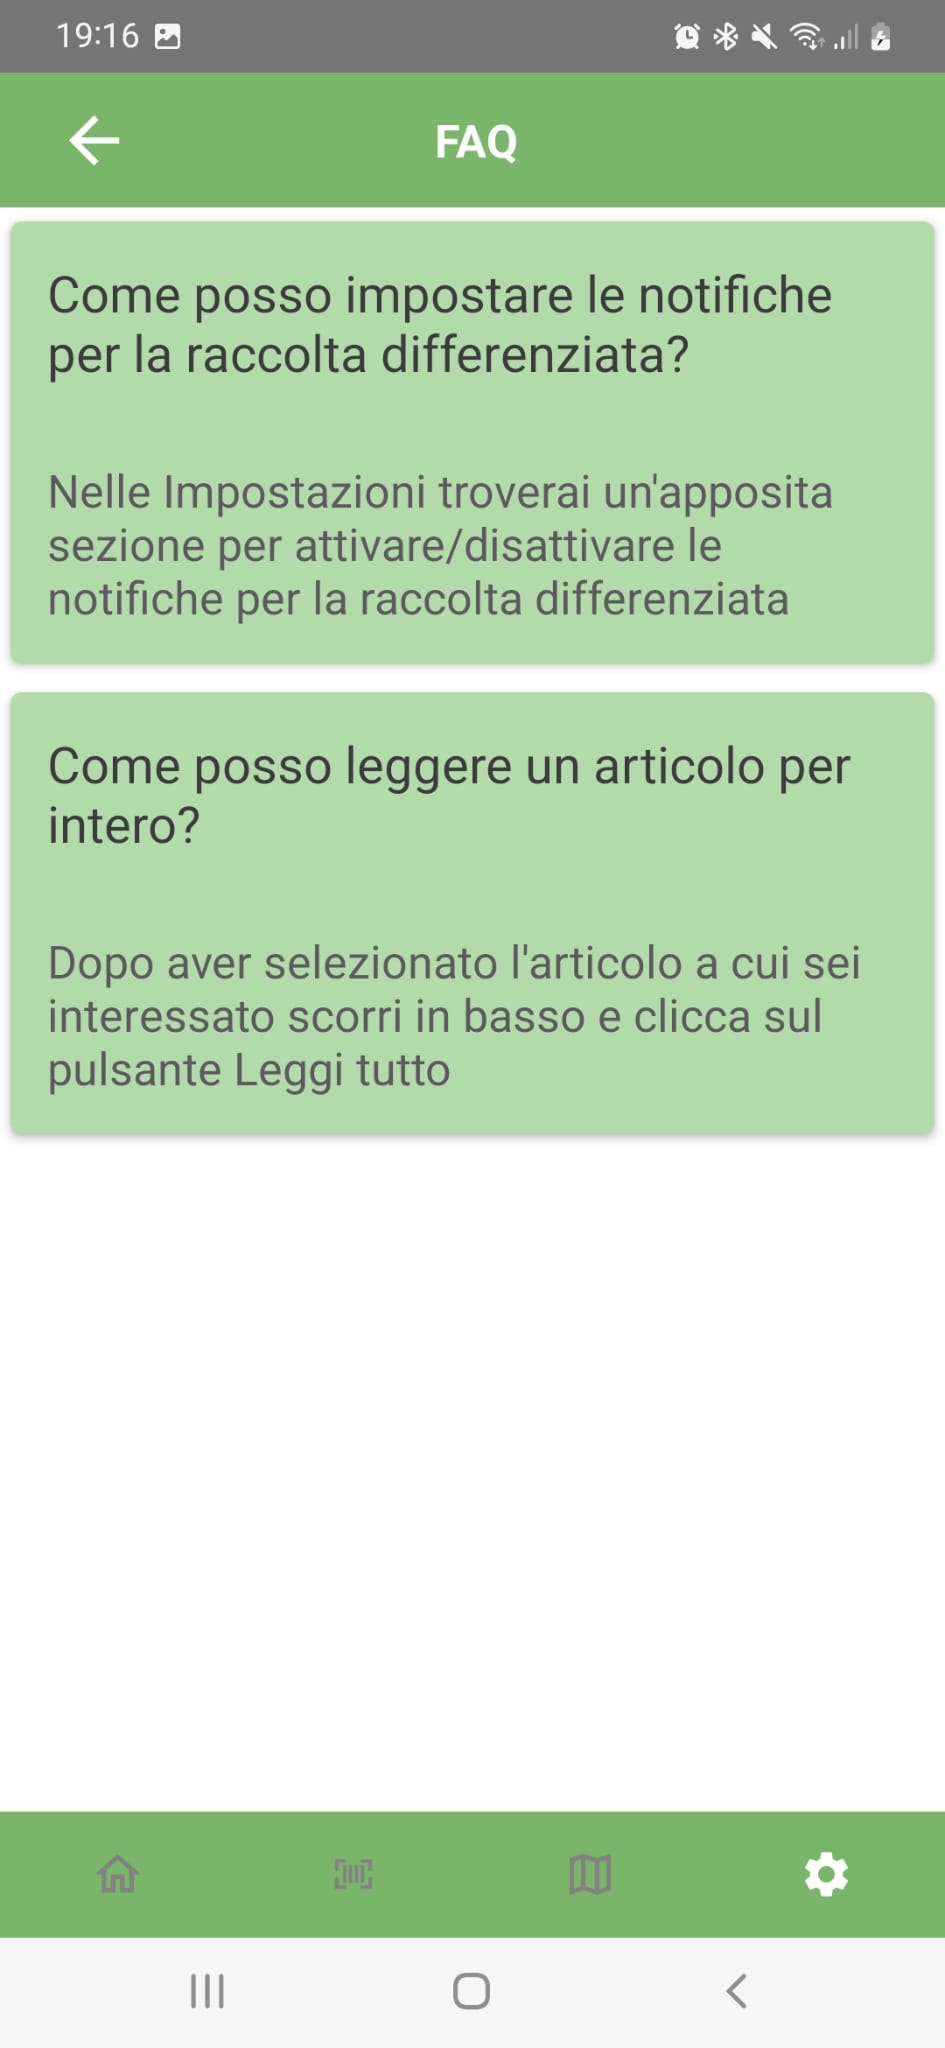 19:16
FAQ
Come posso impostare le notifiche
per la raccolta differenziata?
Nelle Impostazioni troverai un'apposita
sezione per attivare/disattivare le
notifiche per la raccolta differenziata
Come posso leggere un articolo per
intero?
Dopo aver selezionato l'articolo a cui sei
interessato scorri in basso e clicca sul
pulsante Leggi tutto